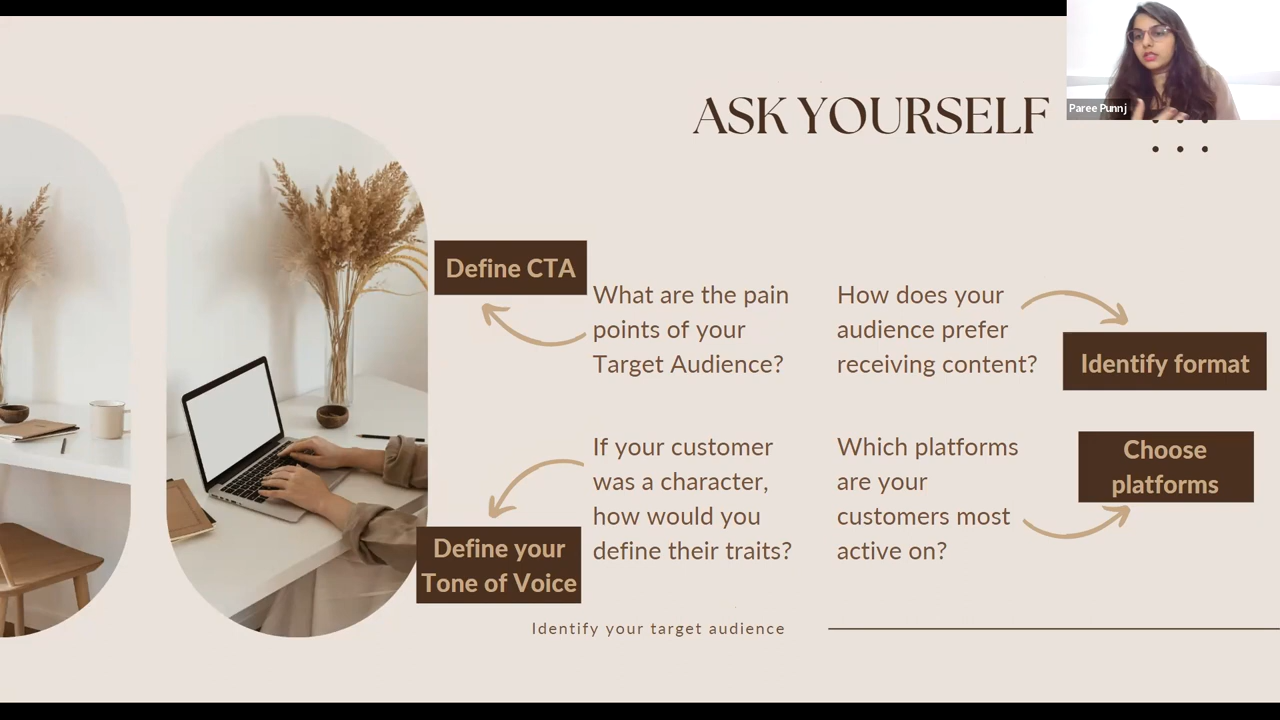 Paree Punnj
ASK YOURSELF
Define CTA
What are the pain
points of your
Target Audience?
How does your
audience prefer
receiving content?
Identify format
If your customer
was a character,
how would you
define their traits?
Define your
Tone of Voice
Which platforms
are your
customers most
active on?
Choose
platforms
Identify your target audience